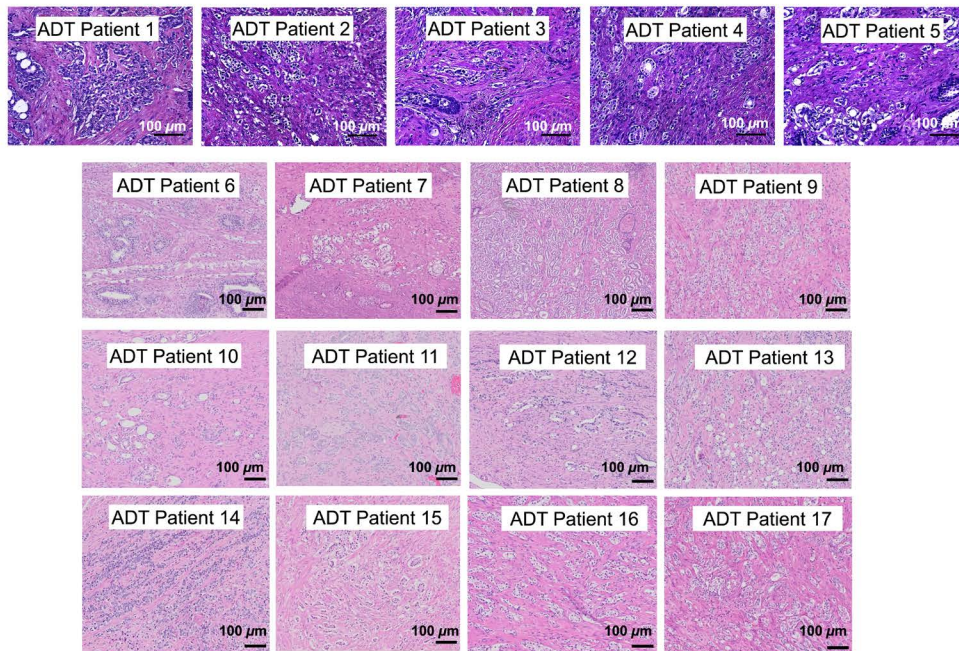 ADT Patient 1
ADT Patient 2
ADT Patient 3
ADT Patient 4
ADT Patient 5
100 µm
100 µm
100 µm
100 µm
100 µm
ADT Patient 6
ADT Patient 7
ADT Patient 8
ADT Patient 9
100 µm
100 µm
100 µm
100 µm
ADT Patient 10
ADT Patient 11
ADT Patient 12
ADT Patient 13
100 µm
100 µm
100 µm
100 µm
ADT Patient 14
ADT Patient 15
ADT Patient 16
ADT Patient 17
100 µm
100 µm
100 µm
100 µm